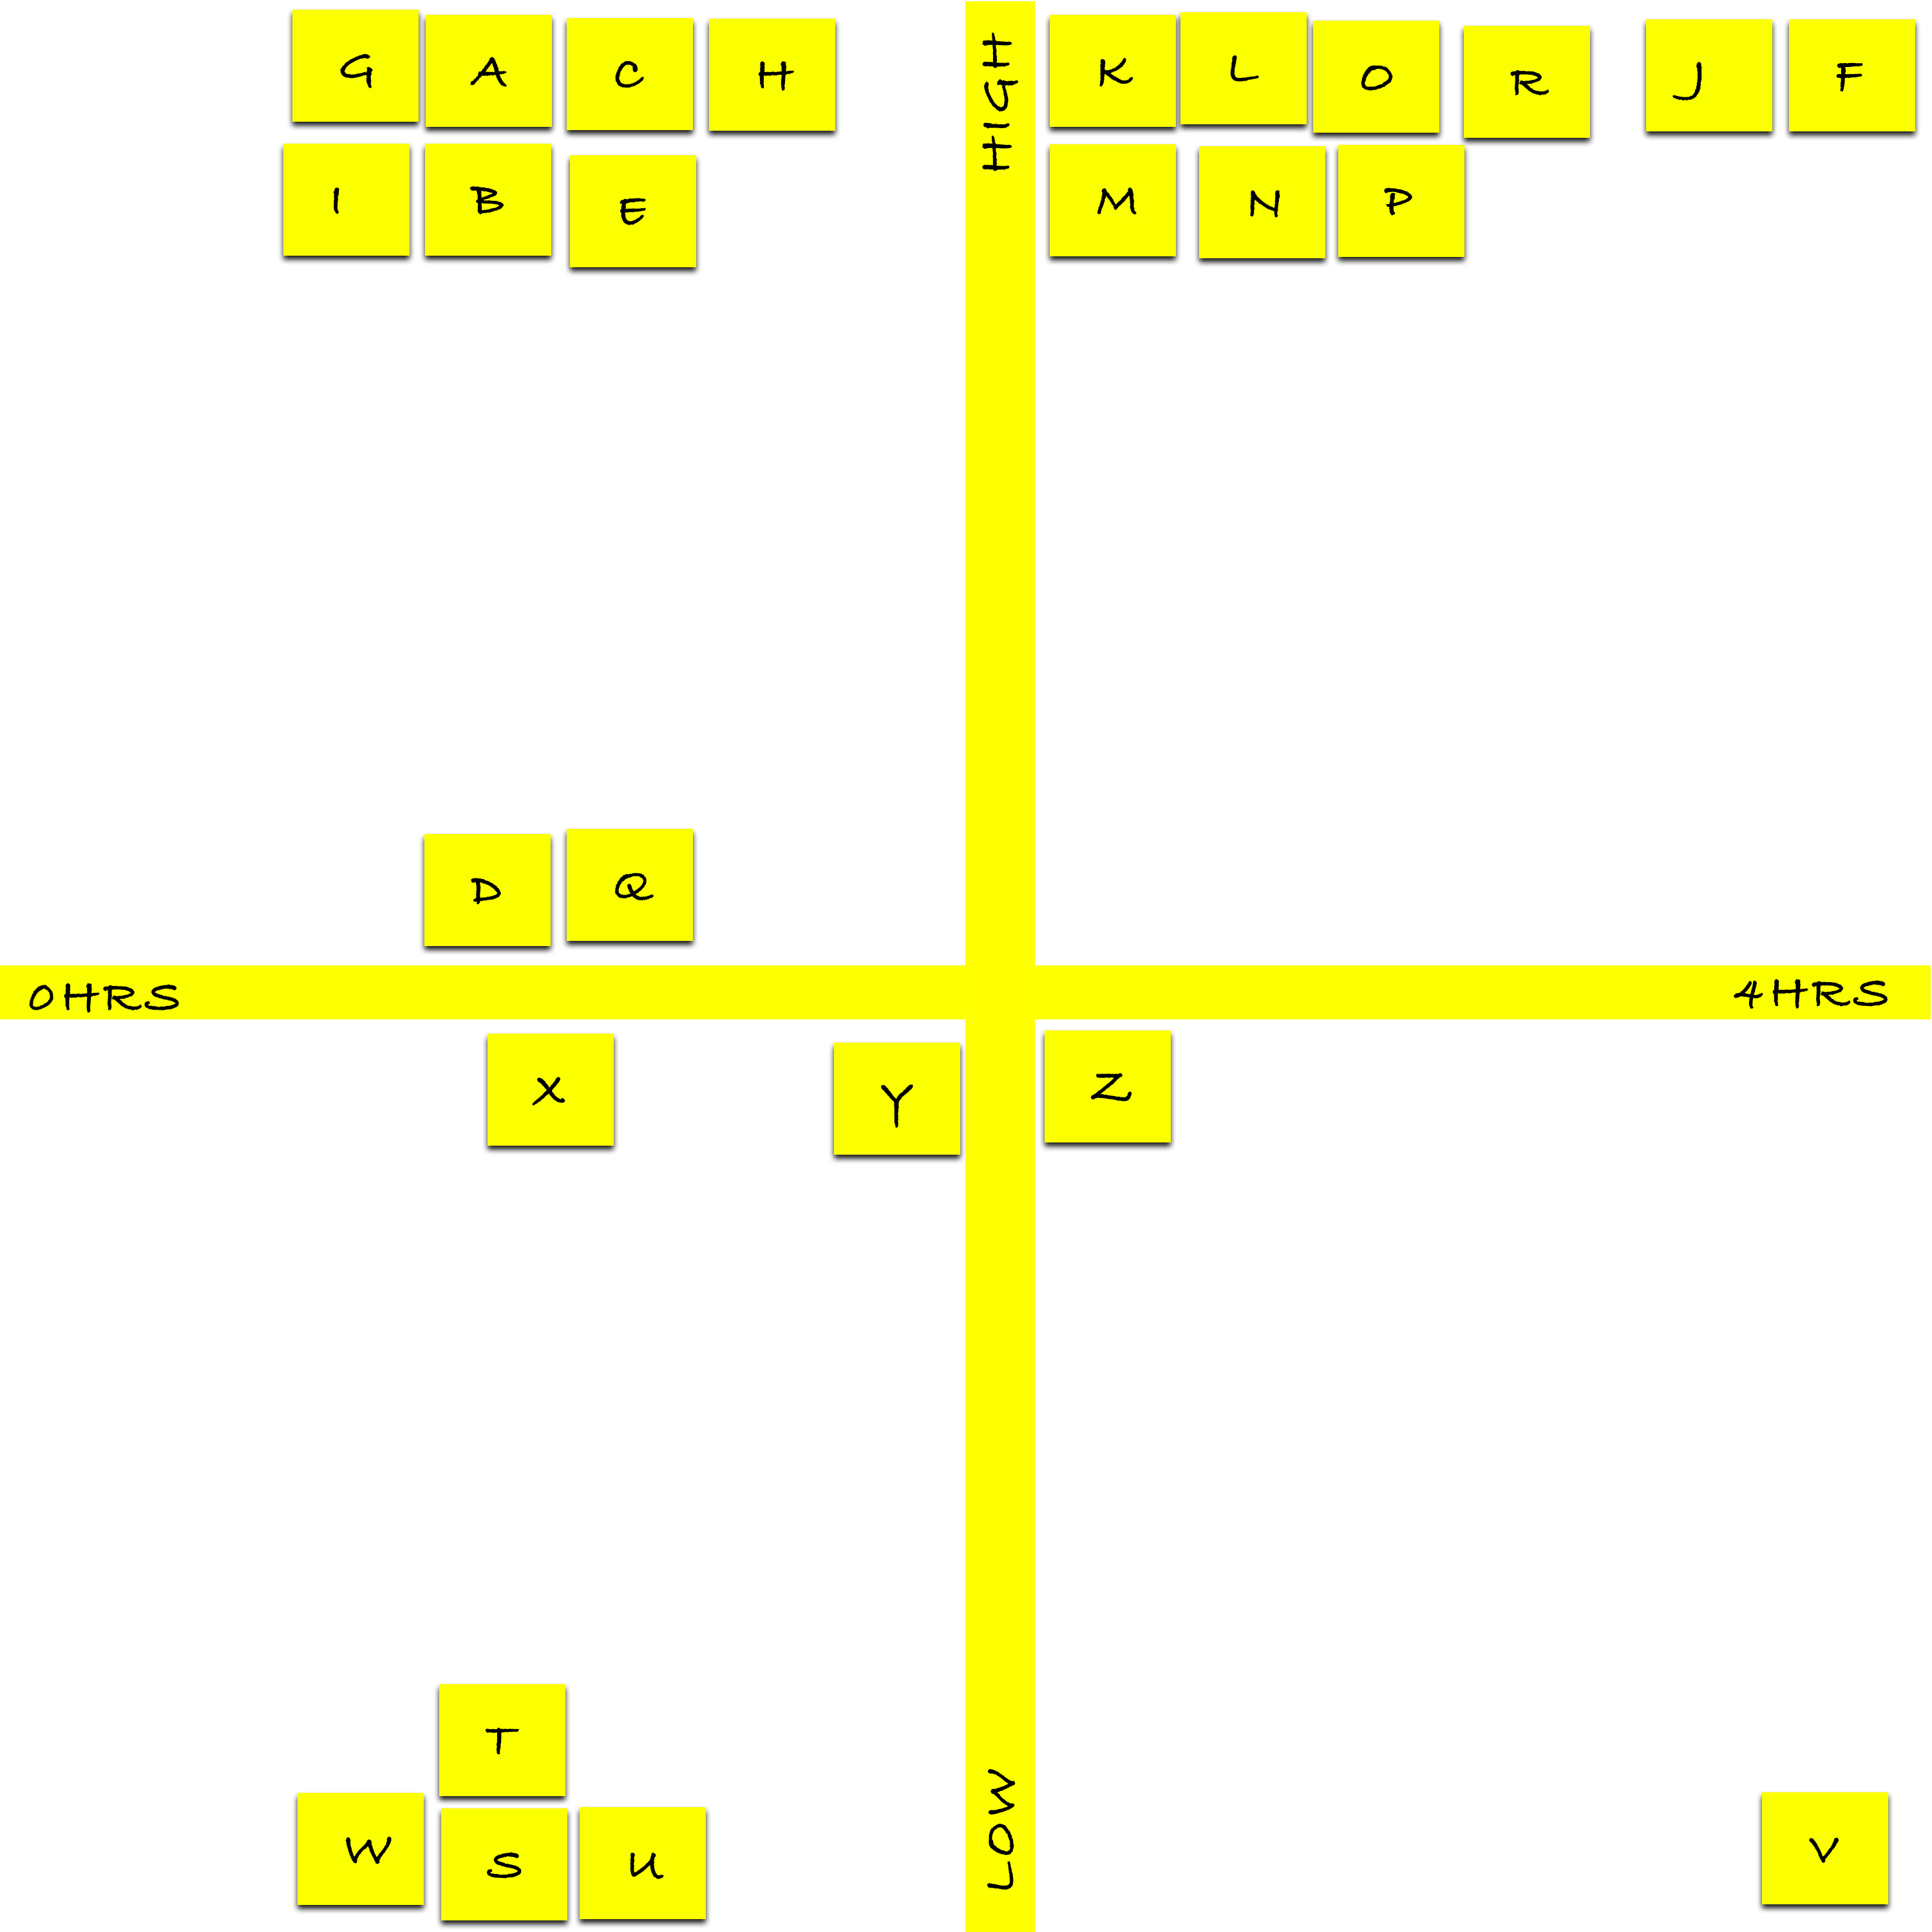 G A C H
HIGH
K L O R J F
I B E
M N P
D Q
0HRS
4HRS
X Y Z
T
W S U
LOW
V